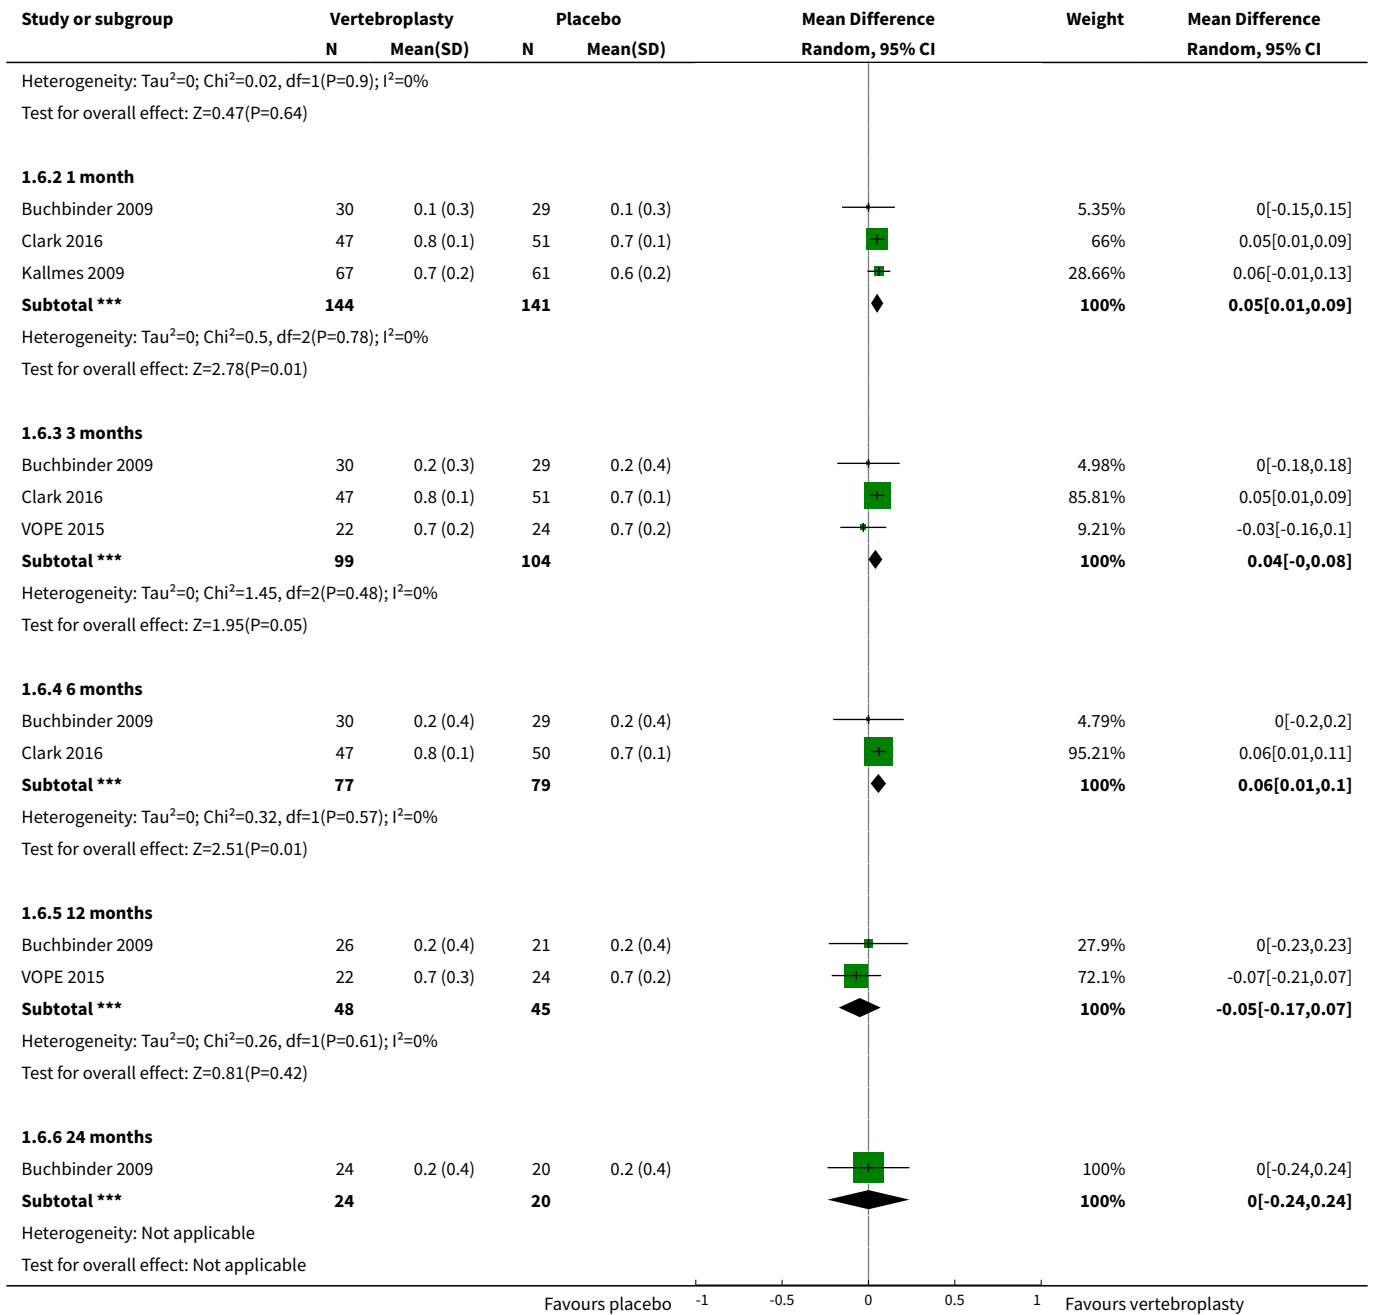 Study or subgroup Vertebroplasty Placebo Mean Difference Weight Mean Difference
N Mean(SD) N Mean(SD) Random, 95% CI Random, 95% CI
Heterogeneity: Tau²=0; Chi²=0.02, df=1(P=0.9); I²=0%
Test for overall effect: Z=0.47(P=0.64)
1.6.2 1 month
Buchbinder 2009 30 0.1 (0.3) 29 0.1 (0.3) 5.35% 0[-0.15,0.15]
Clark 2016 47 0.8 (0.1) 51 0.7 (0.1) 66% 0.05[0.01,0.09]
Kallmes 2009 67 0.7 (0.2) 61 0.6 (0.2) 28.66% 0.06[-0.01,0.13]
Subtotal *** 144 141 100% 0.05[0.01,0.09]
Heterogeneity: Tau²=0; Chi²=0.5, df=2(P=0.78); I²=0%
Test for overall effect: Z=2.78(P=0.01)
1.6.3 3 months
Buchbinder 2009 30 0.2 (0.3) 29 0.2 (0.4) 4.98% 0[-0.18,0.18]
Clark 2016 47 0.8 (0.1) 51 0.7 (0.1) 85.81% 0.05[0.01,0.09]
VOPE 2015 22 0.7 (0.2) 24 0.7 (0.2) 9.21% -0.03[-0.16,0.1]
Subtotal *** 99 104 100% 0.04[-0,0.08]
Heterogeneity: Tau²=0; Chi²=1.45, df=2(P=0.48); I²=0%
Test for overall effect: Z=1.95(P=0.05)
1.6.4 6 months
Buchbinder 2009 30 0.2 (0.4) 29 0.2 (0.4) 4.79% 0[-0.2,0.2]
Clark 2016 47 0.8 (0.1) 50 0.7 (0.1) 95.21% 0.06[0.01,0.11]
Subtotal *** 77 79 100% 0.06[0.01,0.1]
Heterogeneity: Tau²=0; Chi²=0.32, df=1(P=0.57); I²=0%
Test for overall effect: Z=2.51(P=0.01)
1.6.5 12 months
Buchbinder 2009 26 0.2 (0.4) 21 0.2 (0.4) 27.9% 0[-0.23,0.23]
VOPE 2015 22 0.7 (0.3) 24 0.7 (0.2) 72.1% -0.07[-0.21,0.07]
Subtotal *** 48 45 100% -0.05[-0.17,0.07]
Heterogeneity: Tau²=0; Chi²=0.26, df=1(P=0.61); I²=0%
Test for overall effect: Z=0.81(P=0.42)
1.6.6 24 months
Buchbinder 2009 24 0.2 (0.4) 20 0.2 (0.4) 100% 0[-0.24,0.24]
Subtotal *** 24 20 100% 0[-0.24,0.24]
Heterogeneity: Not applicable
Test for overall effect: Not applicable
Favours placebo -1 -0.5 0 0.5 1 Favours vertebroplasty